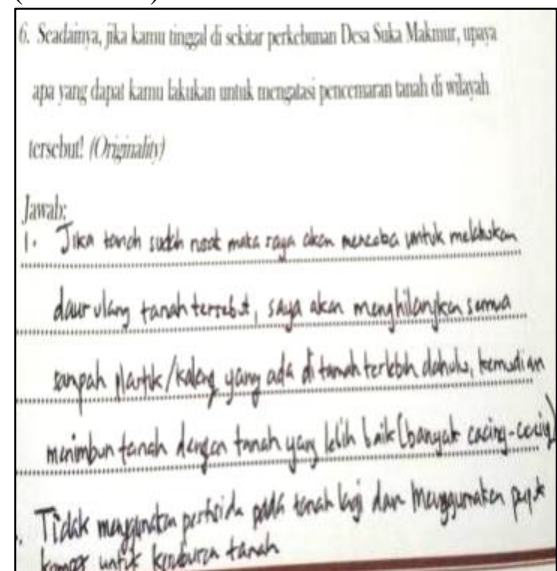 6. Seadainya, jika kamu tinggal di sekitar perkebunan Desa Suka Makmur, upaya
apa yang dapat kamu lakukan untuk mengatasi pencemaran tanah di wilayah
tersebut! (Originality)
Jawab:
1. Jika tanah sudah maka saya akan mencoba untuk melakukan
daur ulang tanah tersebut, saya akan menghilangkan semua
sampah plastik/kaleng yang ada di tanah terlebih dahulu, kemudian
menimbun tanah dengan tanah yang lebih baik (banyak cacing-cacing)
. Tidak menggunakan pestisida pada tanah lagi dan menggunakan pupuk
untuk kesuburan tanah